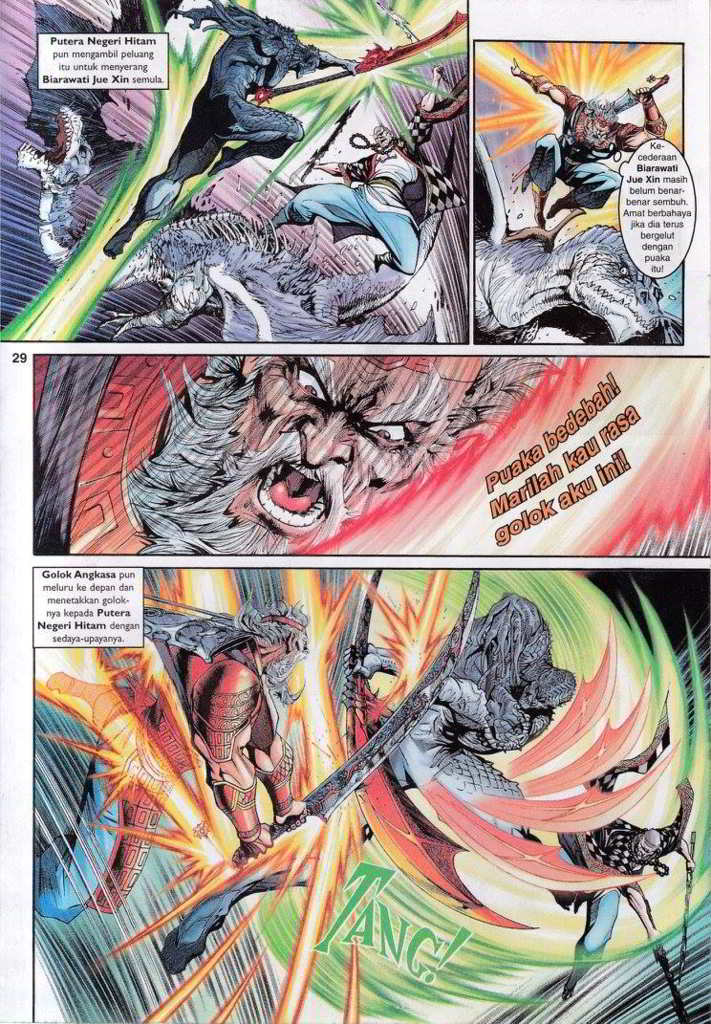 Putera Negeri Hitam
pun mengambil peluang
itu untuk menyerang
Biarawati Jue Xin semula.
Ke-
cederaan
Biarawati
Jue Xin masih
belum benar-
benar sembuh.
Amat berbahaya
jika dia terus
bergelut
dengan
puaka
itu!
29
Puaka bedebah!
Marilah kau rasa
golok aku ini!
Golok Angkasa pun
meluru ke depan dan
menetakkan golok-
nya kepada Putera
Negeri Hitam dengan
sedaya-upayanya.
TANG!